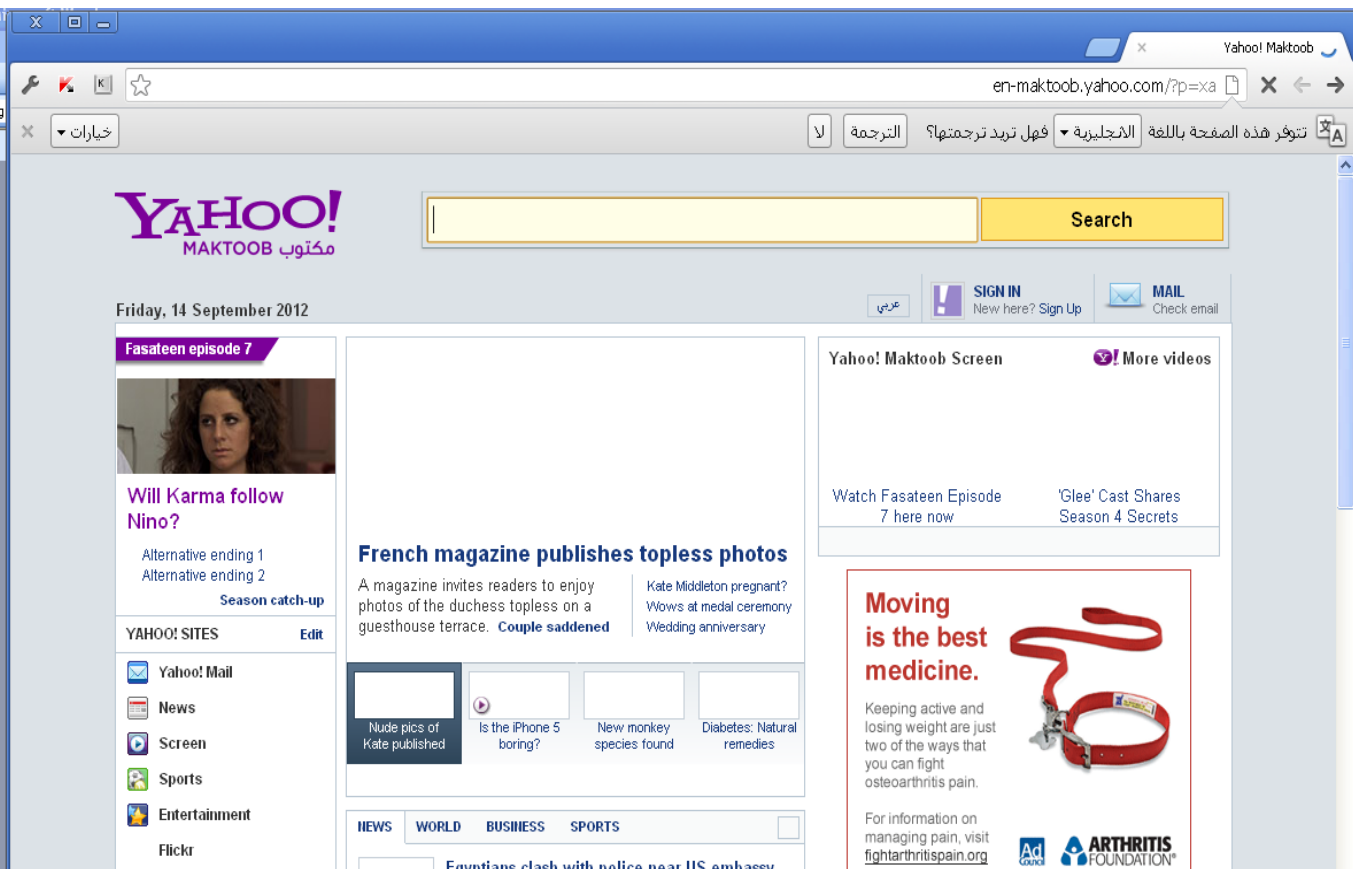 Yahoo! Maktoob
en-maktoob.yahoo.com/?p=xa
تتوفر هذه الصفحة باللغة الانجليزية فهل تريد ترجمتها؟ الترجمة لا خيارات
YAHOO!
MAKTOOB مكتوب
Search
Friday, 14 September 2012
عربي
SIGN IN
New here? Sign Up
MAIL
Check email
Fasateen episode 7
Will Karma follow
Nino?
Alternative ending 1
Alternative ending 2
Season catch-up
YAHOO! SITES Edit
Yahoo! Mail
News
Screen
Sports
Entertainment
Flickr
French magazine publishes topless photos
A magazine invites readers to enjoy
photos of the duchess topless on a
guesthouse terrace. Couple saddened
Kate Middleton pregnant?
Wows at medal ceremony
Wedding anniversary
Nude pics of
Kate published
Is the iPhone 5
boring?
New monkey
species found
Diabetes: Natural
remedies
NEWS WORLD BUSINESS SPORTS
Egyptians clash with police near US embassy
Yahoo! Maktoob Screen
Y! More videos
Watch Fasateen Episode
7 here now
'Glee' Cast Shares
Season 4 Secrets
Moving
is the best
medicine.
Keeping active and
losing weight are just
two of the ways that
you can fight
osteoarthritis pain.
For information on
managing pain, visit
fightarthritispain.org
Ad
Council
ARTHRITIS
FOUNDATION®